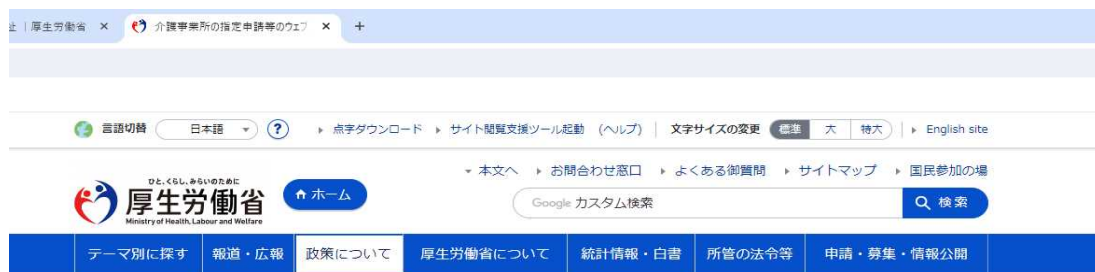 祉｜厚生労働省 × 介護事業所の指定申請等のウェブ × +
言語切替 日本語 ? 点字ダウンロード サイト閲覧支援ツール起動 (ヘルプ) 文字サイズの変更 標準 大 特大 English site
本文へ お問合わせ窓口 よくある御質問 サイトマップ 国民参加の場
ひと、くらし、みらいのために
厚生労働省
Ministry of Health, Labour and Welfare
ホーム
Google カスタム検索 検索
テーマ別に探す 報道・広報 政策について 厚生労働省について 統計情報・白書 所管の法令等 申請・募集・情報公開